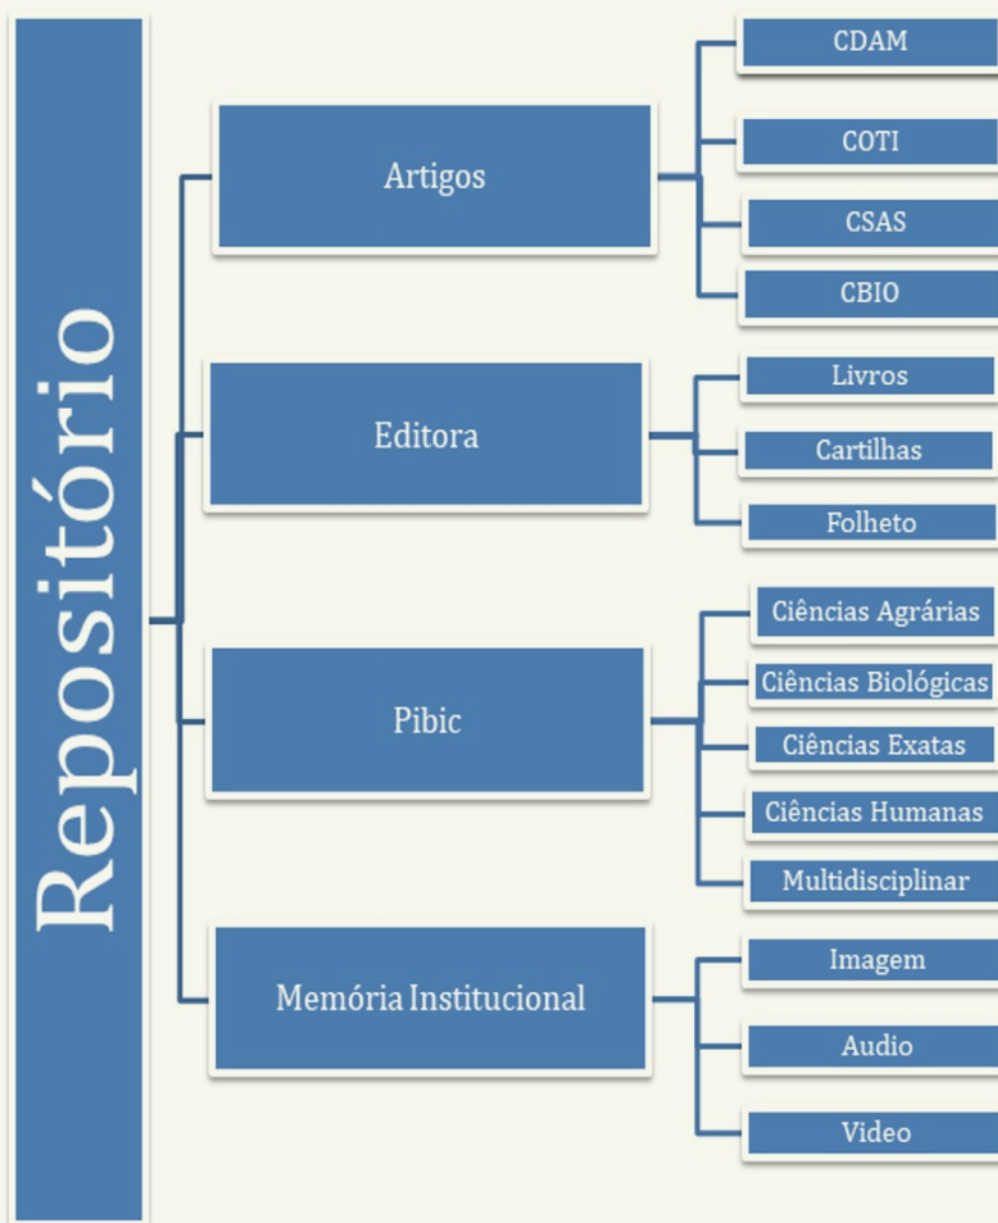 Repositório
Artigos
CDAM
COTI
CSAS
CBIO
Editora
Livros
Cartilhas
Folheto
Pibic
Ciências Agrárias
Ciências Biológicas
Ciências Exatas
Ciências Humanas
Multidisciplinar
Memória Institucional
Imagem
Audio
Video